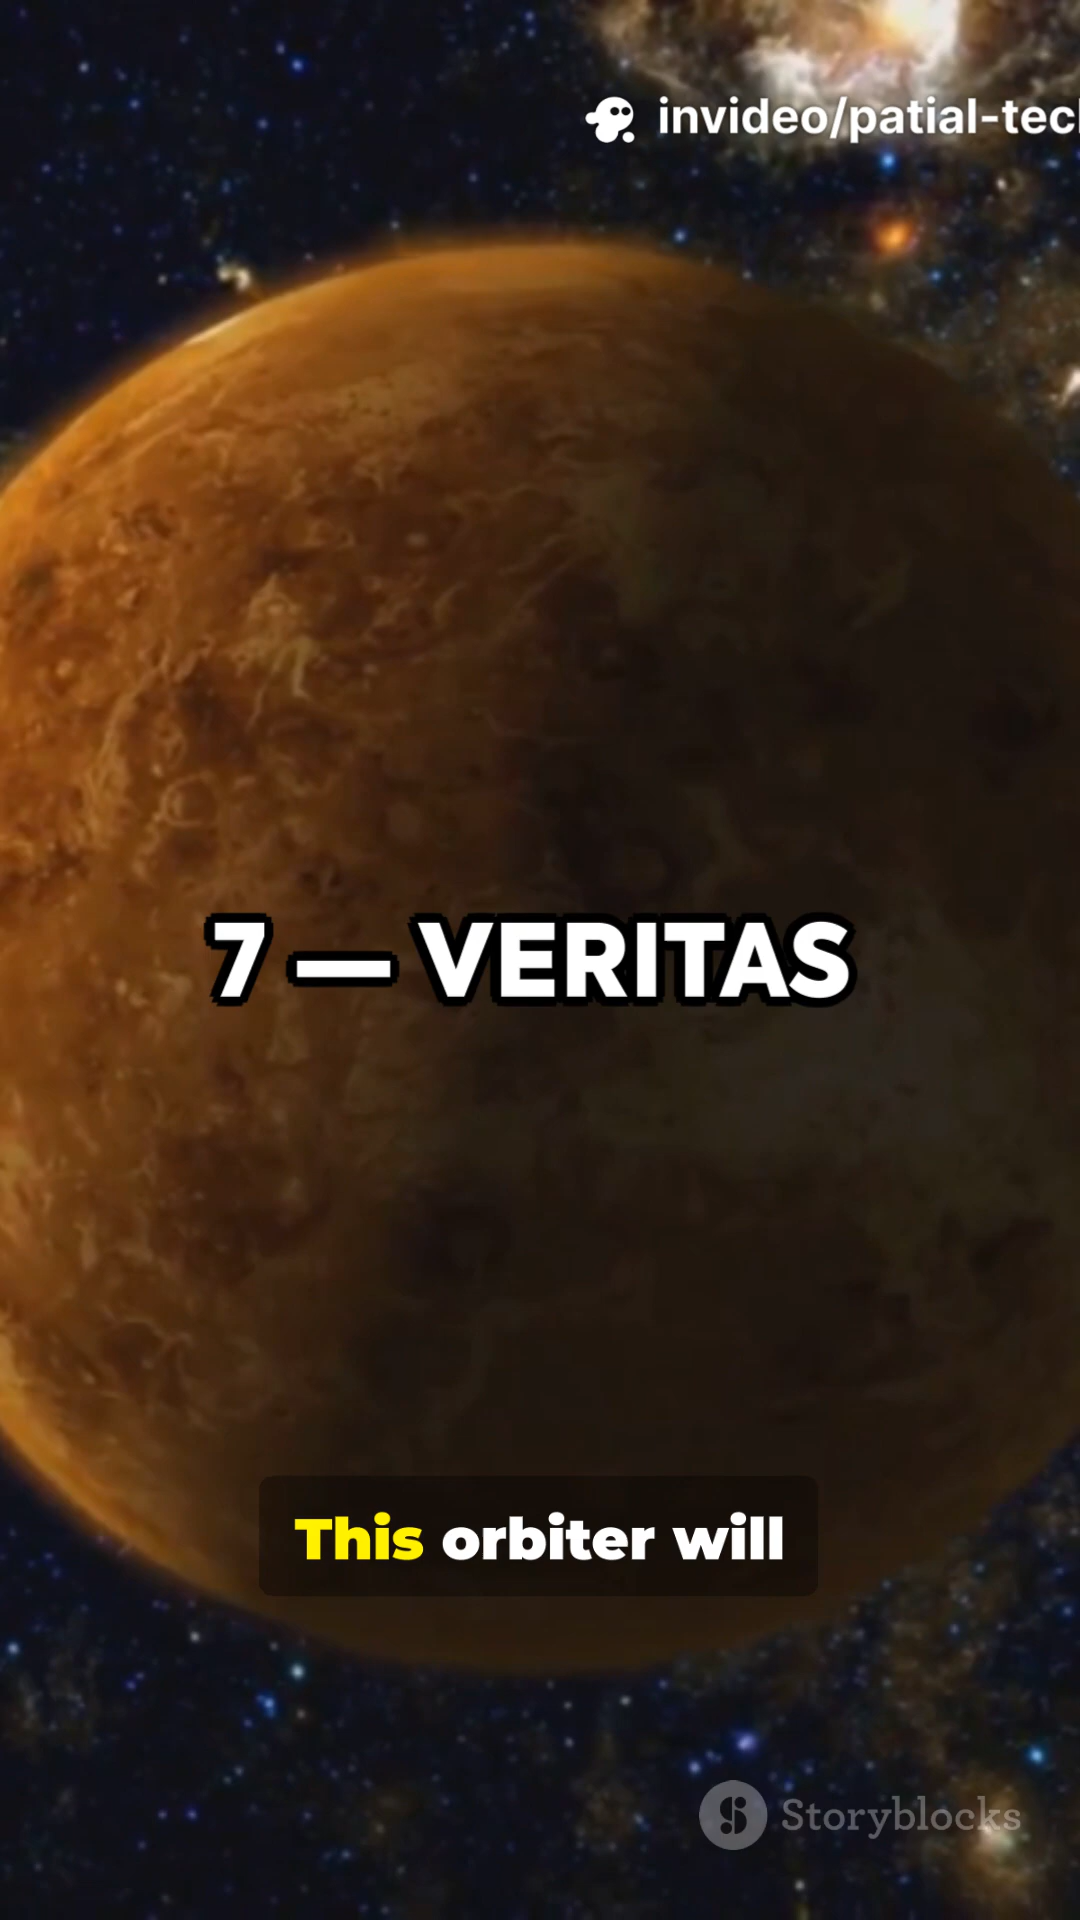 invideo/patial-tec
7 — VERITAS
This orbiter will
Storyblocks